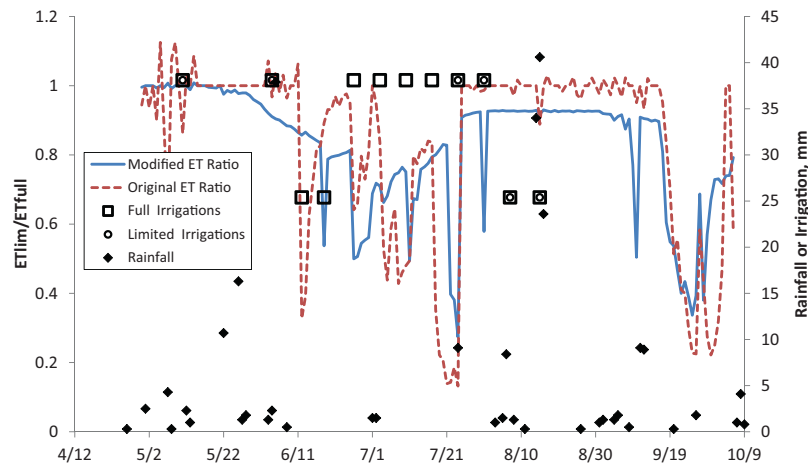 1.2
1
0.8
0.6
0.4
0.2
0
ETlim/ETfull
45
40
35
30
25
20
15
10
5
0
Rainfall or Irrigation, mm
Modified ET Ratio
Original ET Ratio
Full Irrigations
Limited Irrigations
Rainfall
4/12 5/2 5/22 6/11 7/1 7/21 8/10 8/30 9/19 10/9